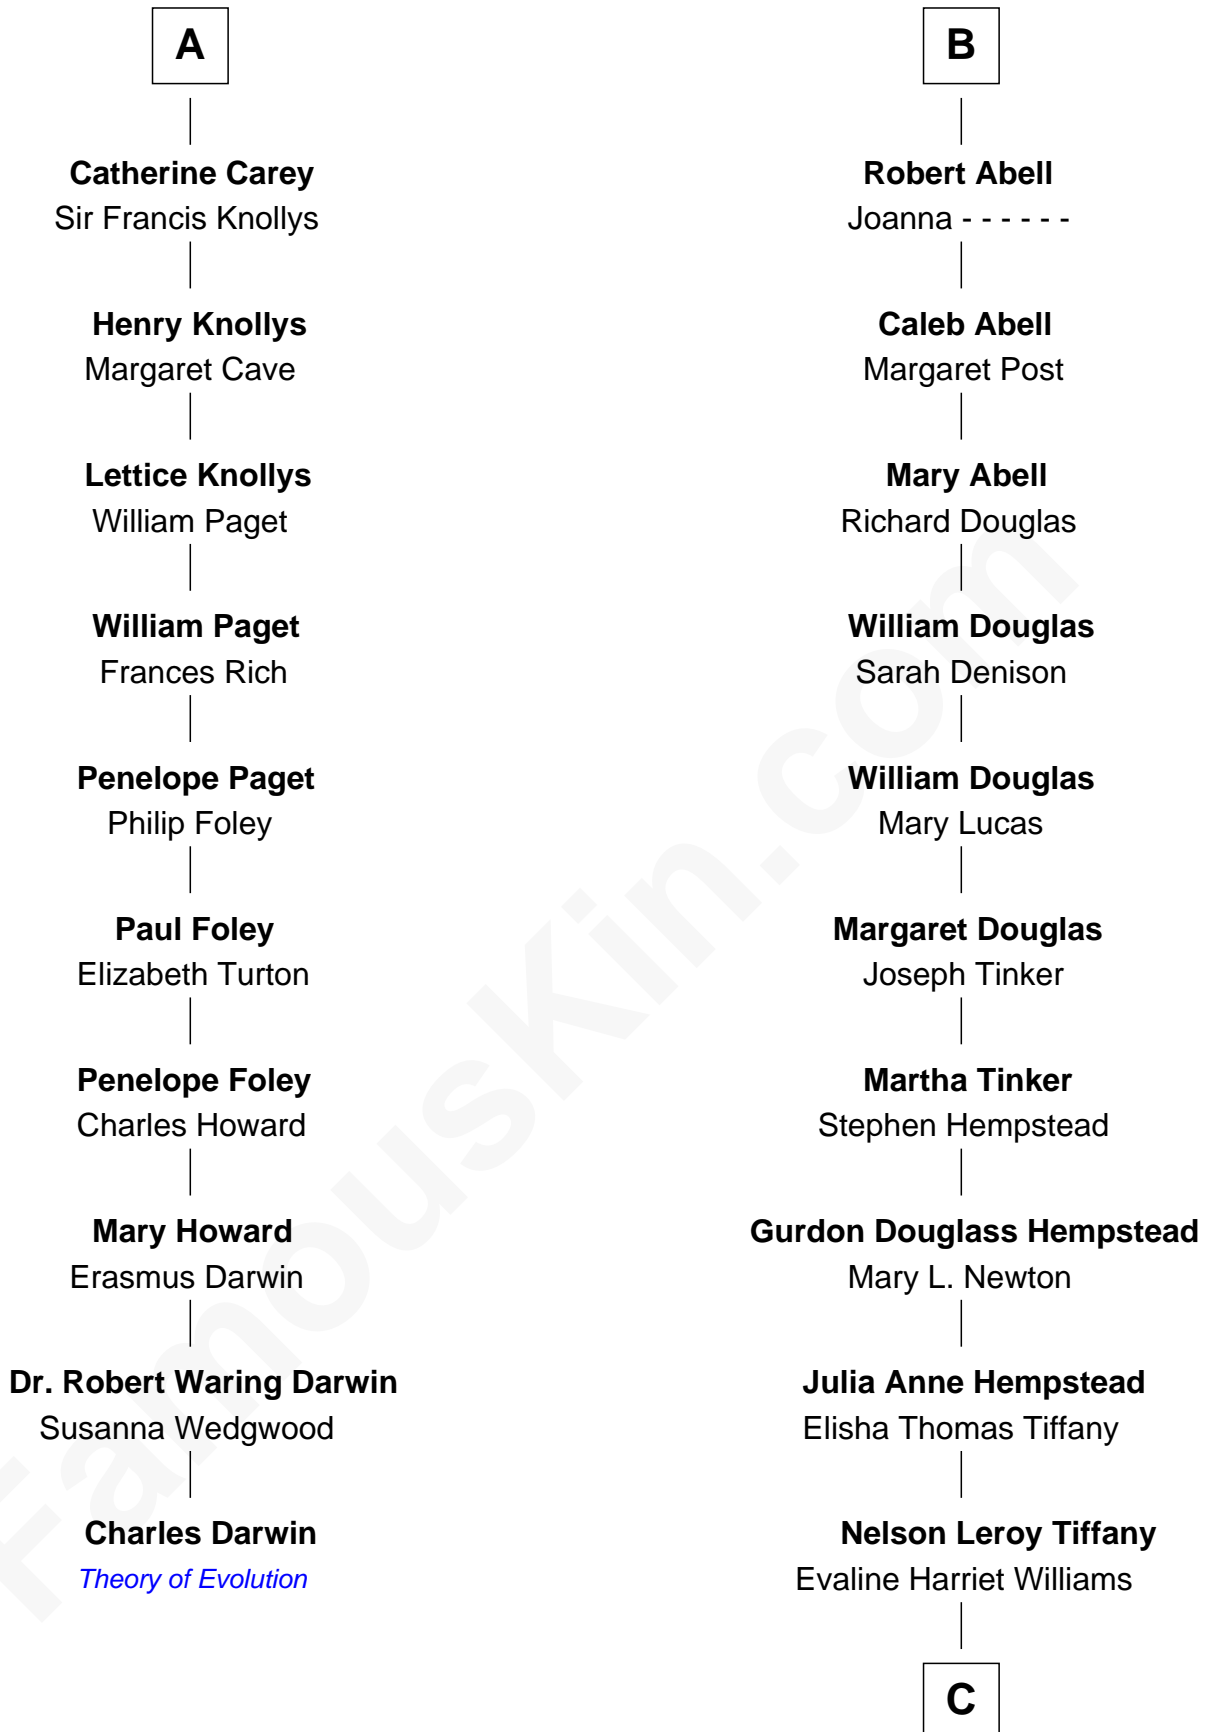 A
Catherine Carey
Sir Francis Knollys
Henry Knollys
Margaret Cave
Lettice Knollys
William Paget
William Paget
Frances Rich
Penelope Paget
Philip Foley
Paul Foley
Elizabeth Turton
Penelope Foley
Charles Howard
Mary Howard
Erasmus Darwin
Dr. Robert Waring Darwin
Susanna Wedgwood
Charles Darwin
Theory of Evolution
B
Robert Abell
Joanna - - - - - -
Caleb Abell
Margaret Post
Mary Abell
Richard Douglas
William Douglas
Sarah Denison
William Douglas
Mary Lucas
Margaret Douglas
Joseph Tinker
Martha Tinker
Stephen Hempstead
Gurdon Douglass Hempstead
Mary L. Newton
Julia Anne Hempstead
Elisha Thomas Tiffany
Nelson Leroy Tiffany
Evaline Harriet Williams
C
FamousKin.com